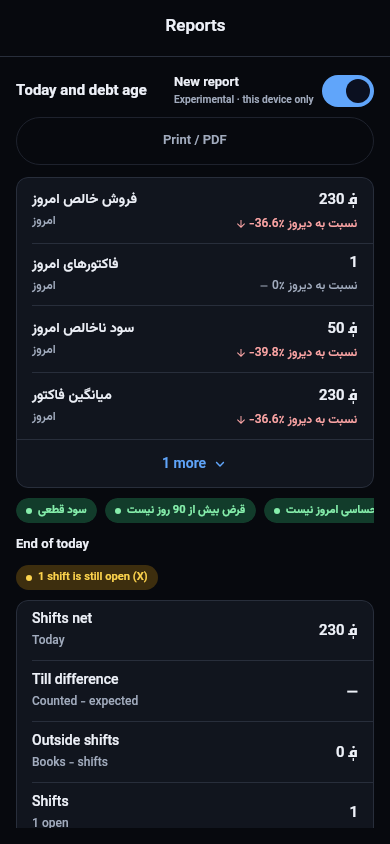 Reports
Today and debt age
New report
Experimental · this device only
Print / PDF
فروش خالص امروز
؋ 230
امروز
نسبت به دیروز ٪36.6- ↓
فاکتورهای امروز
1
امروز
نسبت به دیروز ٪0 –
سود ناخالص امروز
؋ 50
امروز
نسبت به دیروز ٪39.8- ↓
میانگین فاکتور
؋ 230
امروز
نسبت به دیروز ٪36.6- ↓
1 more
سود قطعی
قرض بیش از 90 روز نیست
حساسی امروز نیست
End of today
1 shift is still open (X)
Shifts net
230 ؋
Today
Till difference
–
Counted - expected
Outside shifts
0 ؋
Books - shifts
Shifts
1
1 open